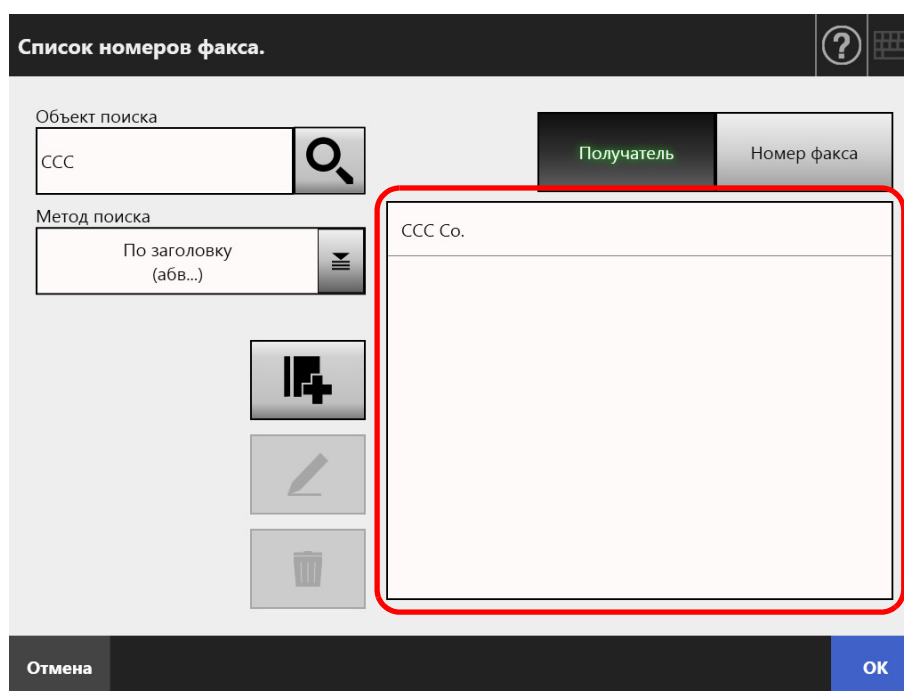 Список номеров факса.
?
Объект поиска
CCC
Получатель
Номер факса
Метод поиска
По заголовку
(абв...)
CCC Co.
Отмена
OK